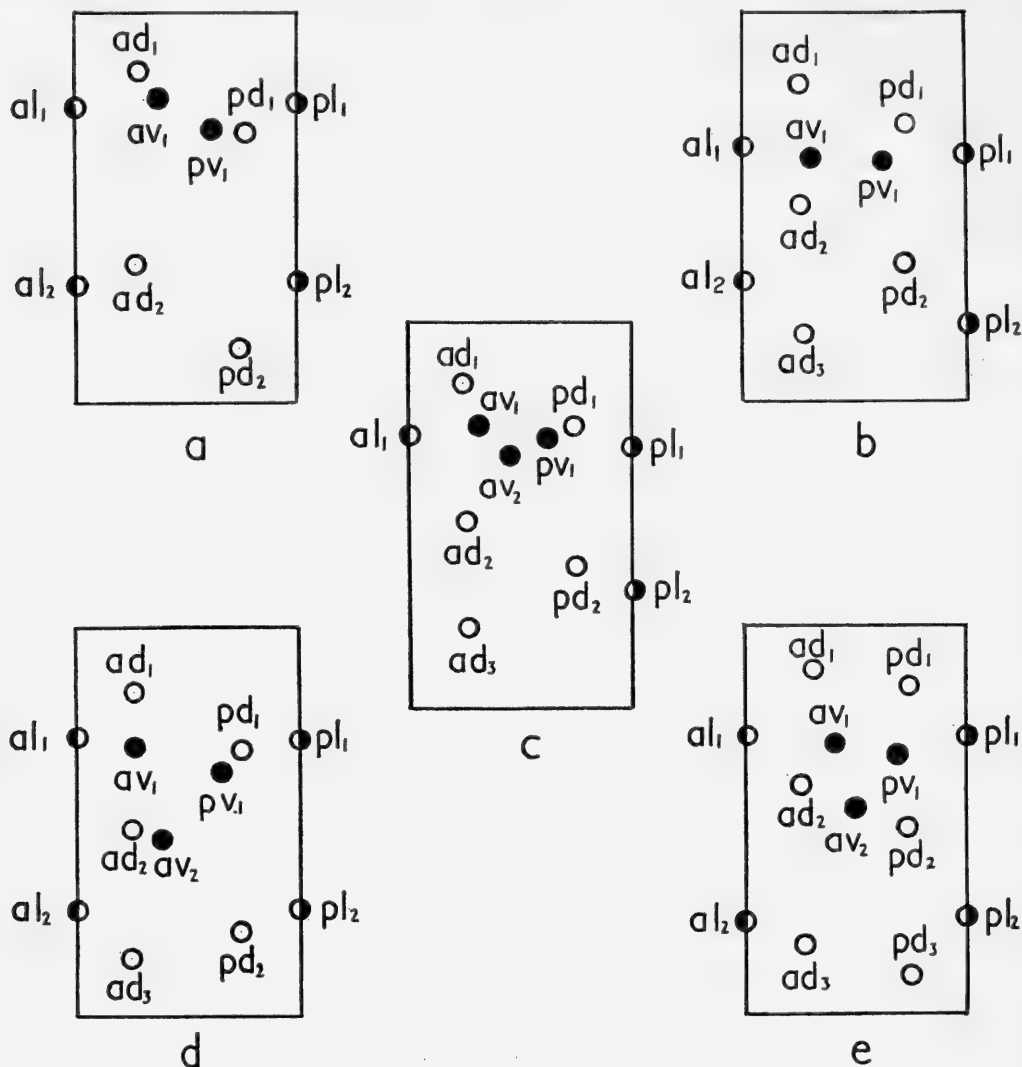 ad₁
al₁
av₁
pd₁
pl₁
pv₁
al₂
ad₂
pl₂
pd₂
a
ad₁
pd₁
al₁
av₁
pl₁
pv₁
ad₂
al₂
pd₂
pl₂
ad₃
b
ad₁
av₁
pd₁
al₁
pl₁
pv₁
av₂
ad₂
pd₂
pl₂
ad₃
c
ad₁
al₁
pd₁
pl₁
av₁
pv₁
ad₂
av₂
al₂
pl₂
pd₂
ad₃
d
ad₁
pd₁
al₁
av₁
pl₁
pv₁
ad₂
av₂
pd₂
al₂
pl₂
ad₃
pd₃
e